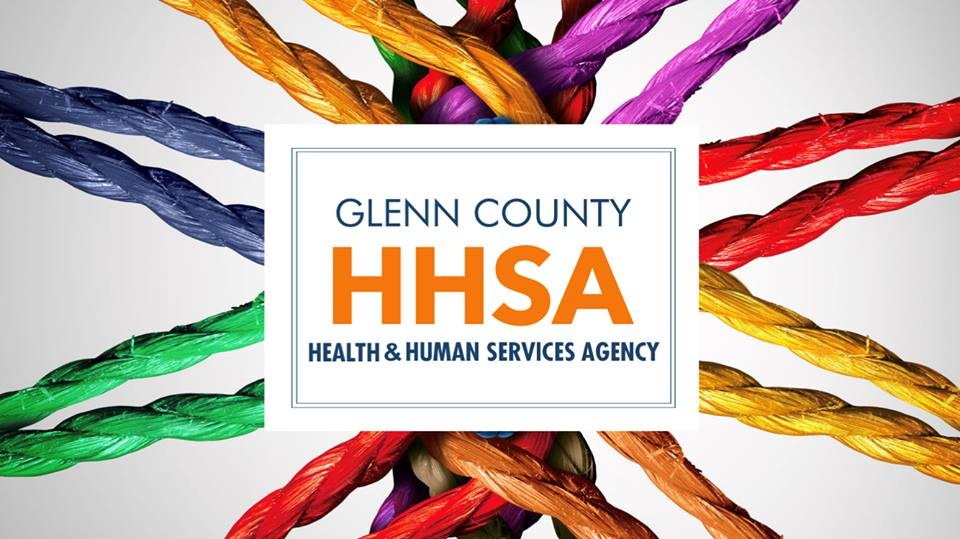 GLENN COUNTY
HHSA
HEALTH & HUMAN SERVICES AGENCY